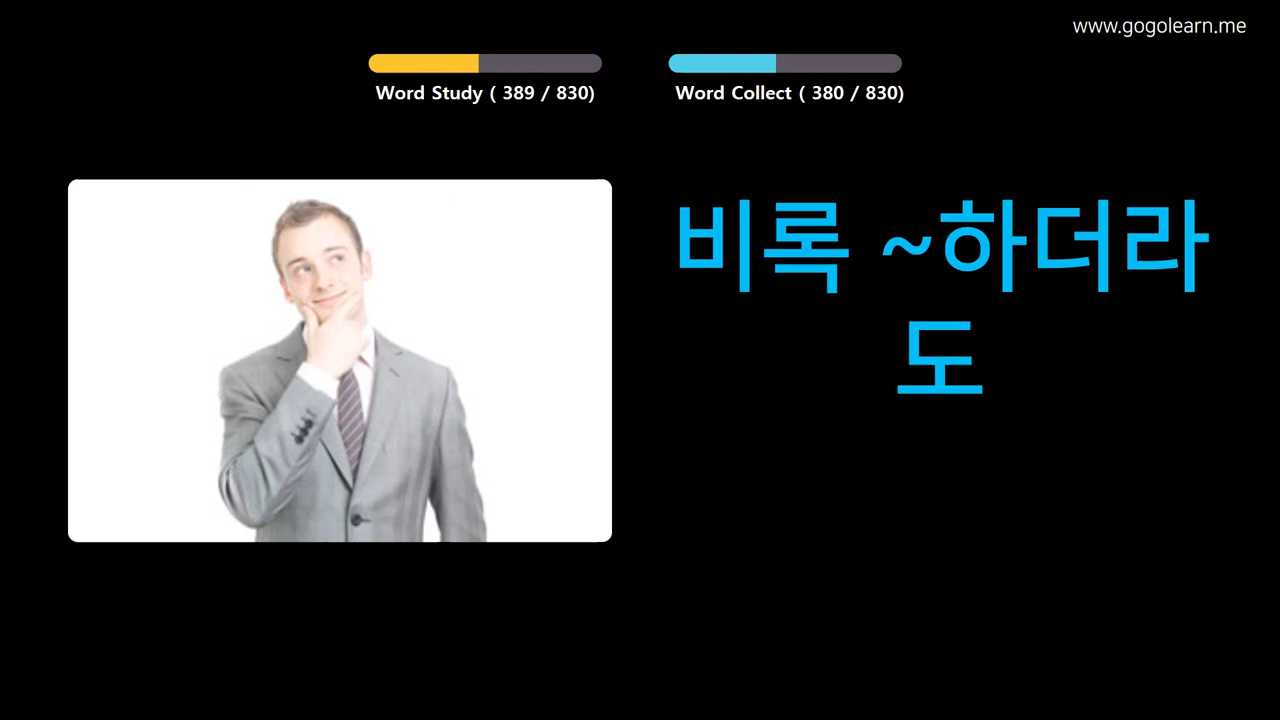 www.gogolearn.me
Word Study ( 389 / 830)
Word Collect ( 380 / 830)
비록 ~하더라
도